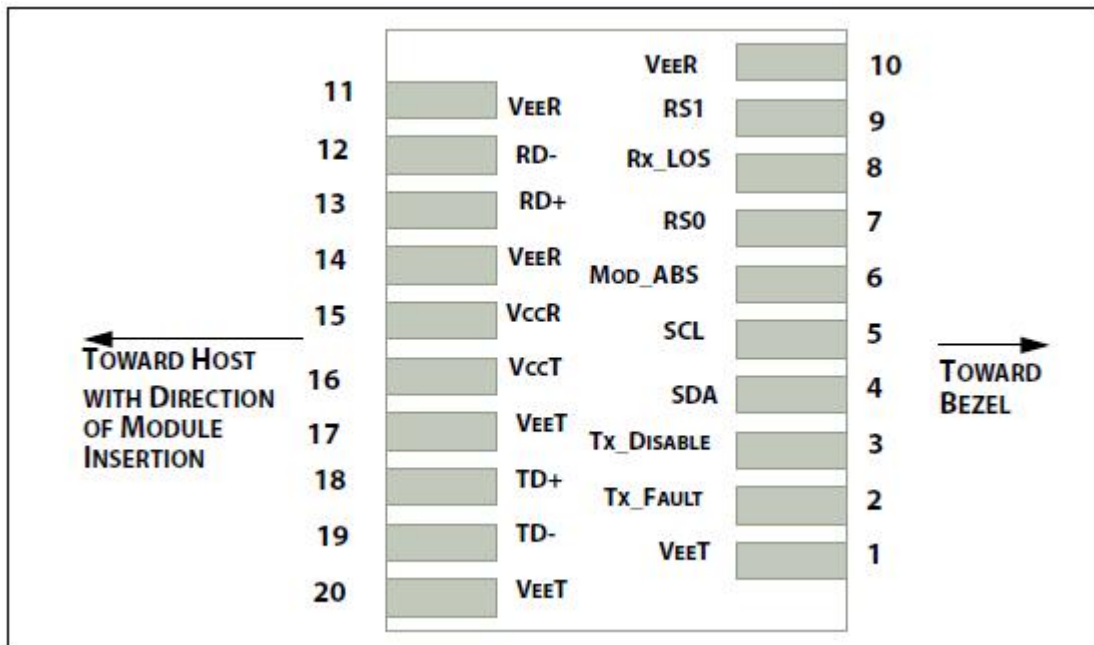 11 VEER
12 RD-
13 RD+
14 VEER
15 VCCR
16 VCCT
17 VEET
18 TD+
19 TD-
20 VEET
VEER 10
RS1 9
RX_LOS 8
RS0 7
MOD_ABS 6
SCL 5
SDA 4
TX_DISABLE 3
TX_FAULT 2
VEET 1
TOWARD HOST
WITH DIRECTION
OF MODULE
INSERTION
TOWARD
BEZEL